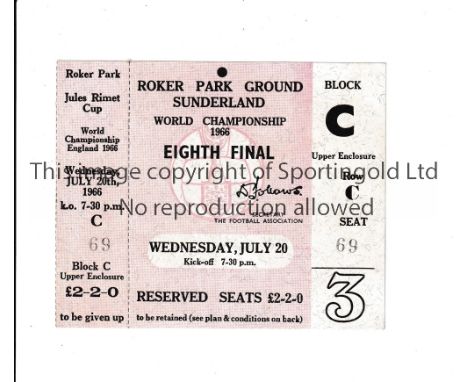 Roker Park
Jules Rimet
Cup
World
Championship
England 1966
Wednesday,
JULY 20th,
1966
k.o. 7-30 p.m.
C
69
Block C
Upper Enclosure
£2-2-0
to be given up
ROKER PARK GROUND
SUNDERLAND
WORLD CHAMPIONSHIP
1966
EIGHTH FINAL
SECRETARY
THE FOOTBALL ASSOCIATION
WEDNESDAY, JULY 20
Kick-off 7-30 p.m.
RESERVED SEATS £2-2-0
to be retained (see plan & conditions on back)
BLOCK
C
Upper Enclosure
Row
C
SEAT
69
3
This image copyright of Sportingold Ltd
No reproduction allowed